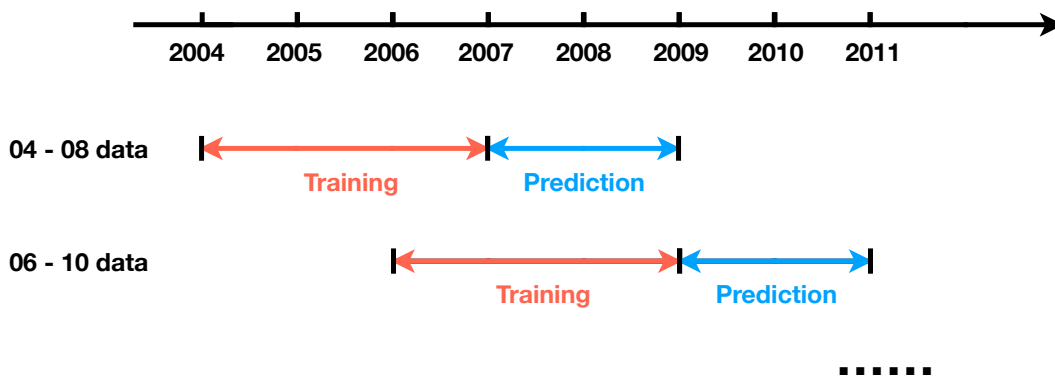 2004 2005 2006 2007 2008 2009 2010 2011
04 - 08 data
Training Prediction
06 - 10 data
Training Prediction